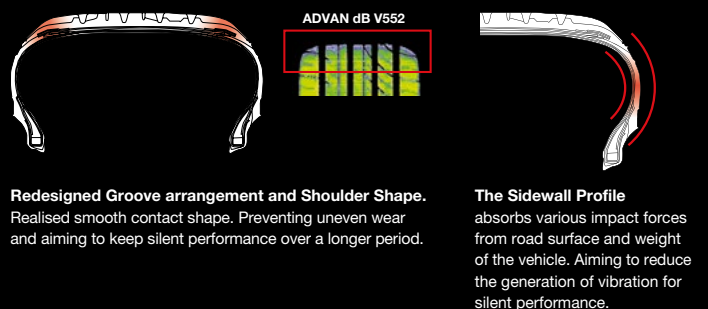 ADVAN dB V552
Redesigned Groove arrangement and Shoulder Shape.
Realised smooth contact shape. Preventing uneven wear
and aiming to keep silent performance over a longer period.
The Sidewall Profile
absorbs various impact forces
from road surface and weight
of the vehicle. Aiming to reduce
the generation of vibration for
silent performance.